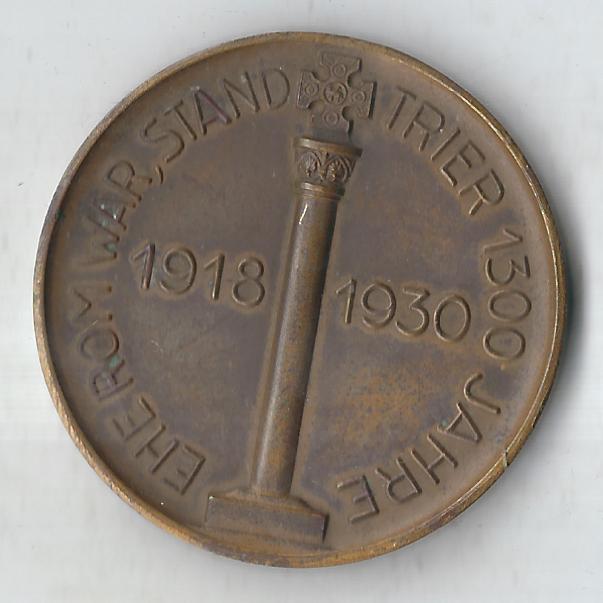 EHE ROM WAR, STAND TRIER 1300 JAHRE
1918 1930